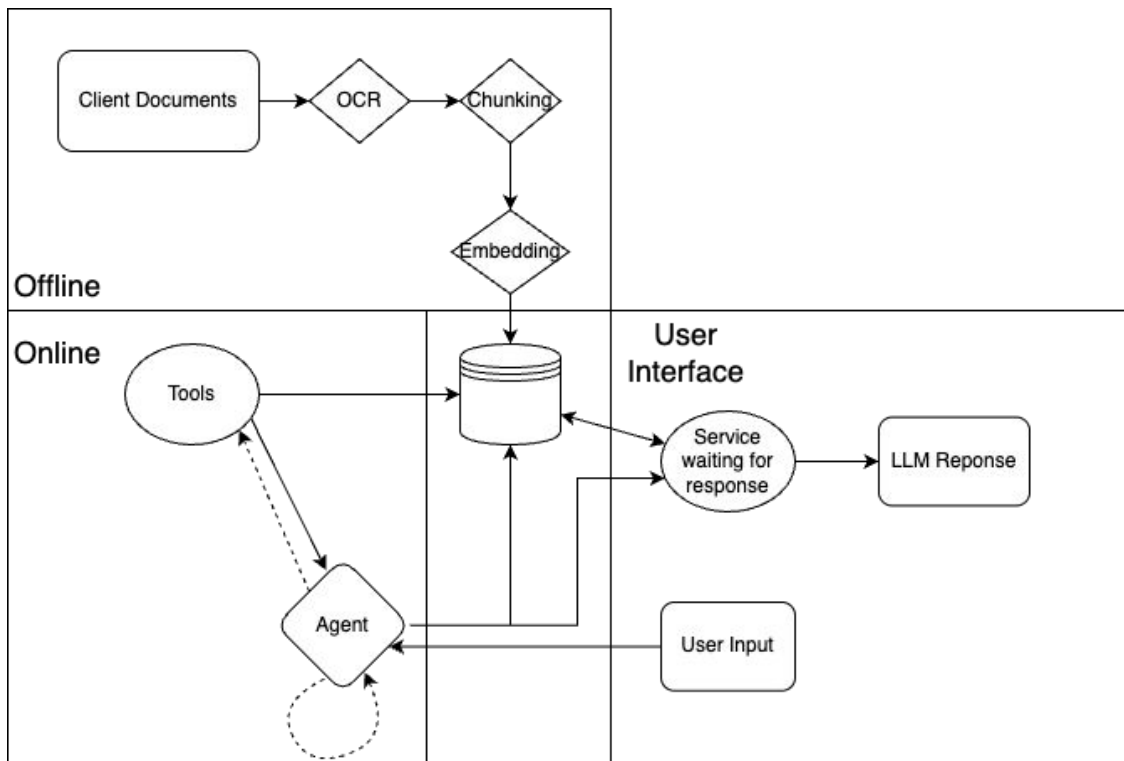 Client Documents
OCR
Chunking
Embedding
Offline
Online
Tools
User
Interface
Service
waiting for
response
LLM Reponse
Agent
User Input